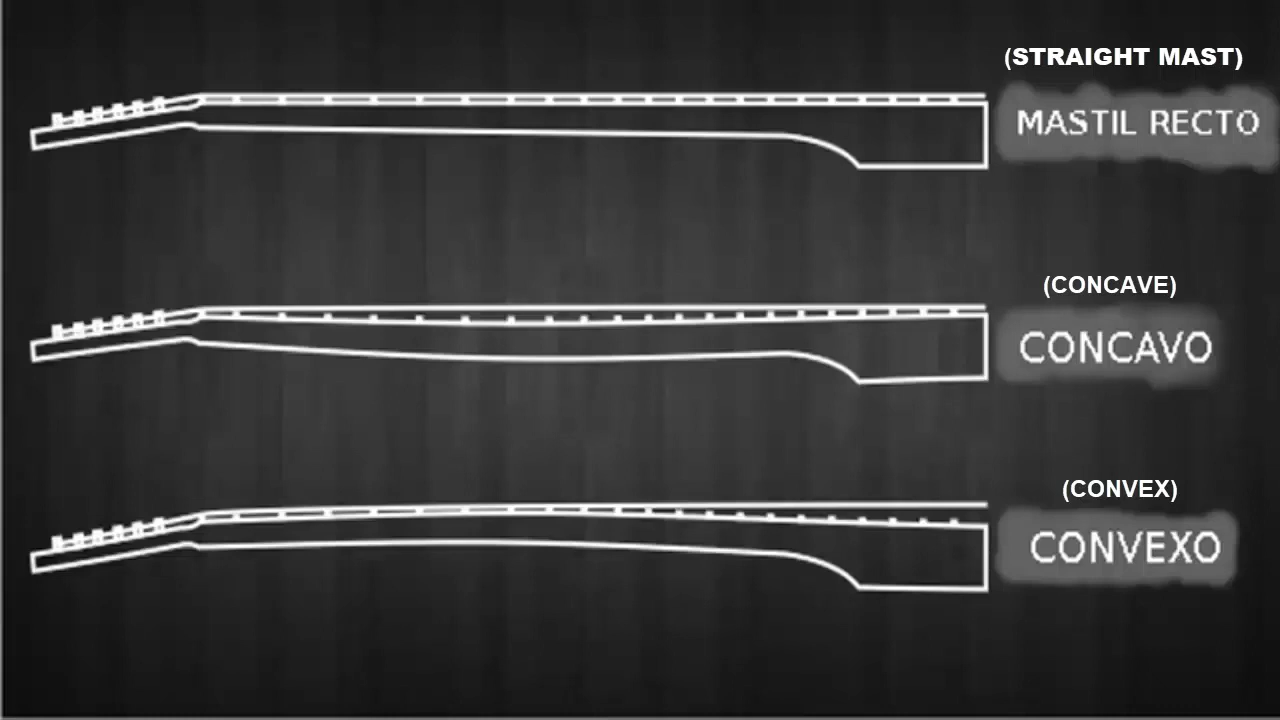 (STRAIGHT MAST)
MASTIL RECTO
(CONCAVE)
CONCAVO
(CONVEX)
CONVEXO